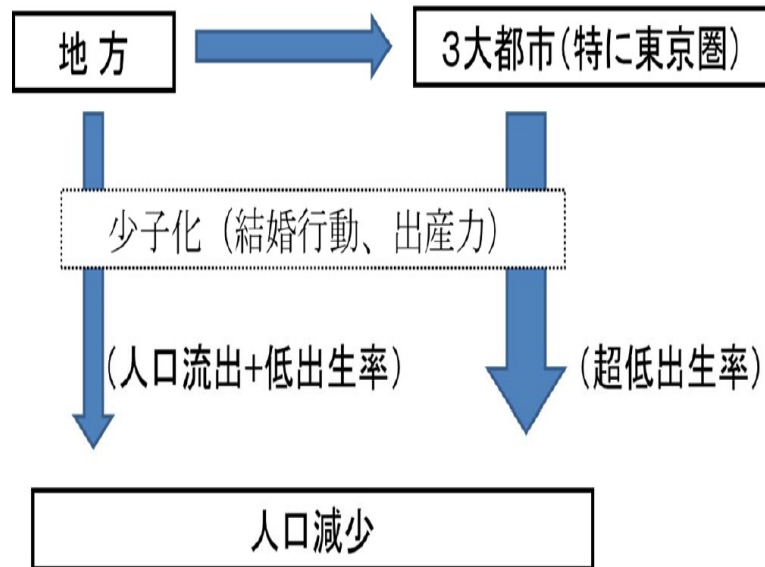 地方
3大都市(特に東京圏)
少子化（結婚行動、出産力）
(人口流出+低出生率)
(超低出生率)
人口減少